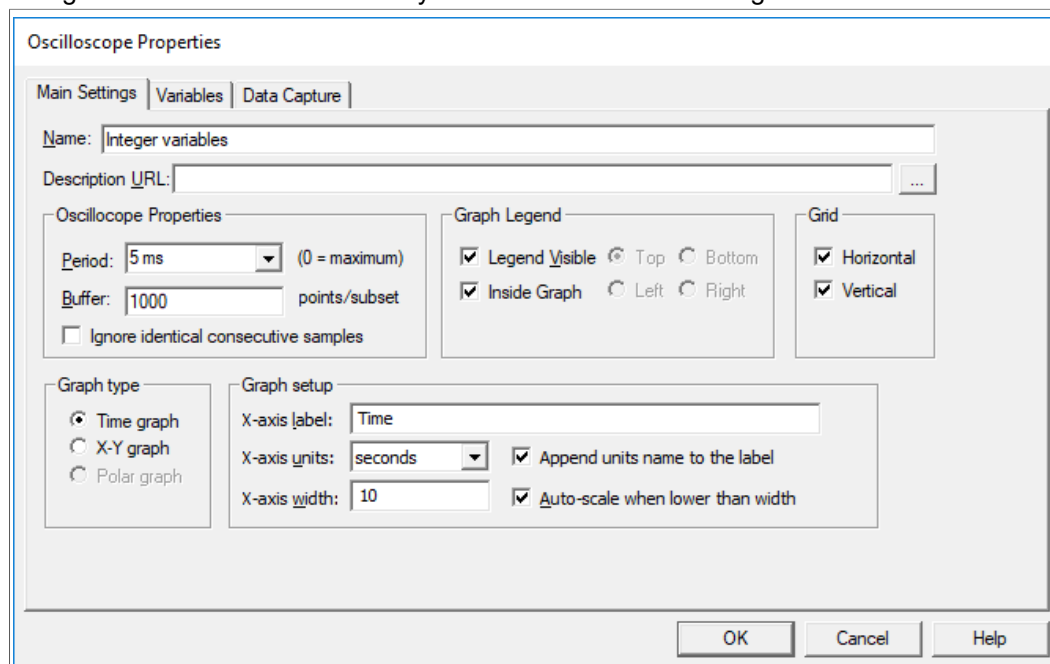 Oscilloscope Properties
Main Settings Variables Data Capture
Name: Integer variables
Description URL: ...
Oscillocope Properties
Period: 5 ms (0 = maximum)
Buffer: 1000 points/subset
Ignore identical consecutive samples
Graph Legend
Legend Visible Top Bottom
Inside Graph Left Right
Grid
Horizontal
Vertical
Graph type
Time graph
X-Y graph
Polar graph
Graph setup
X-axis label: Time
X-axis units: seconds Append units name to the label
X-axis width: 10 Auto-scale when lower than width
OK Cancel Help